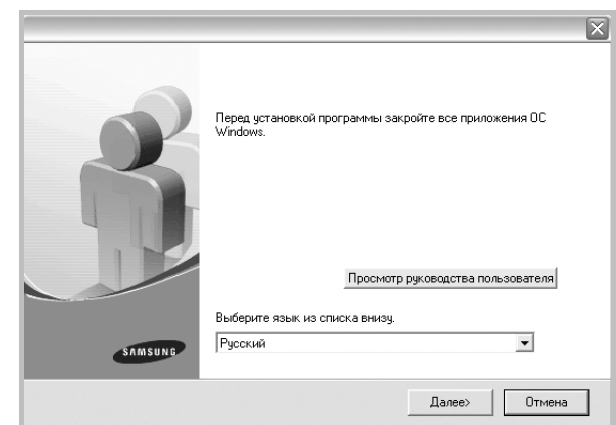 Перед установкой программы закройте все приложения ОС
Windows.
Просмотр руководства пользователя
Выберите язык из списка внизу.
Русский
SAMSUNG
Далее>
Отмена